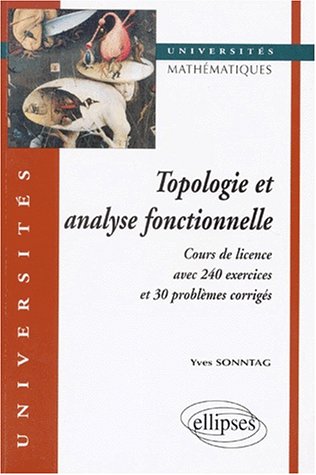 UNIVERSITÉS
MATHÉMATIQUES
Topologie et
analyse fonctionnelle
Cours de licence
avec 240 exercices
et 30 problèmes corrigés
Yves SONNTAG
ellipses
UNIVERSITÉS